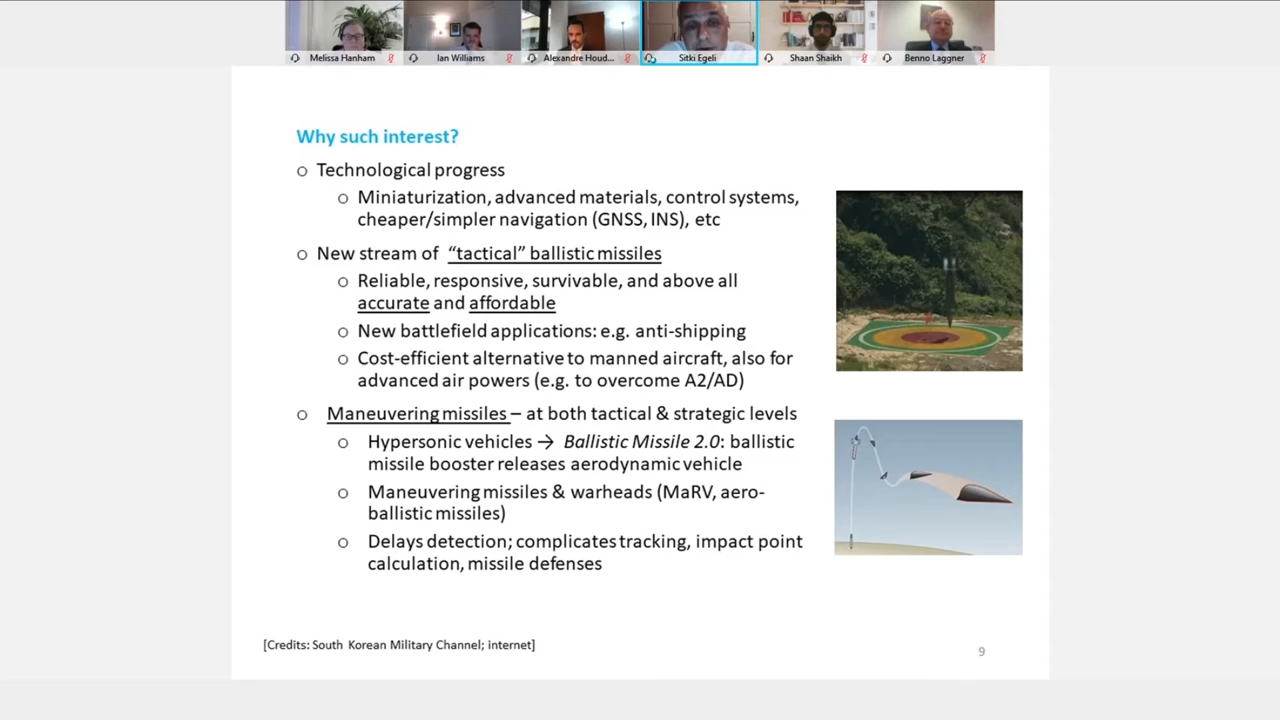 Melissa Hanham
Ian Williams
Alexandre Houd...
Sitki Egeli
Shaan Shaikh
Benno Laggner
Why such interest?
o Technological progress
o Miniaturization, advanced materials, control systems,
cheaper/simpler navigation (GNSS, INS), etc
o New stream of “tactical” ballistic missiles
o Reliable, responsive, survivable, and above all
accurate and affordable
o New battlefield applications: e.g. anti-shipping
o Cost-efficient alternative to manned aircraft, also for
advanced air powers (e.g. to overcome A2/AD)
o Maneuvering missiles – at both tactical & strategic levels
o Hypersonic vehicles → Ballistic Missile 2.0: ballistic
missile booster releases aerodynamic vehicle
o Maneuvering missiles & warheads (MaRV, aero-
ballistic missiles)
o Delays detection; complicates tracking, impact point
calculation, missile defenses
[Credits: South Korean Military Channel; internet]
9